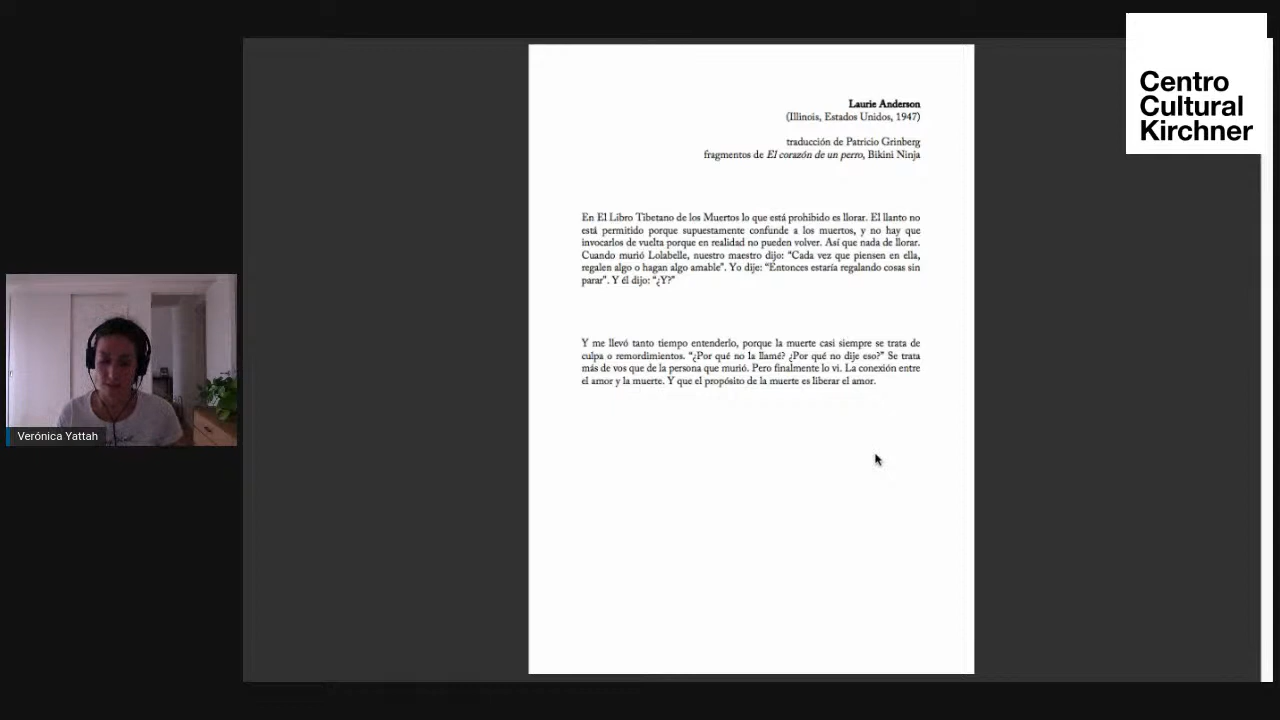 Centro
Cultural
Kirchner
Laurie Anderson
(Illinois, Estados Unidos, 1947)
traducción de Patricio Grinberg
fragmentos de El corazón de un perro, Bikini Ninja
En El Libro Tibetano de los Muertos lo que está prohibido es llorar. El llanto no
está permitido porque supuestamente confunde a los muertos, y no hay que
invocarlos de vuelta porque en realidad no pueden volver. Así que nada de llorar.
Cuando murió Lolabelle, nuestro maestro dijo: “Cada vez que piensen en ella,
regalen algo o hagan algo amable”. Yo dije: “Entonces estaría regalando cosas sin
parar”. Y él dijo: “¿Y?”
Y me llevó tanto tiempo entenderlo, porque la muerte casi siempre se trata de
culpa o remordimientos. “¿Por qué no la llamé? ¿Por qué no dije eso?” Se trata
más de vos que de la persona que murió. Pero finalmente lo vi. La conexión entre
el amor y la muerte. Y que el propósito de la muerte es liberar el amor.
Verónica Yattah